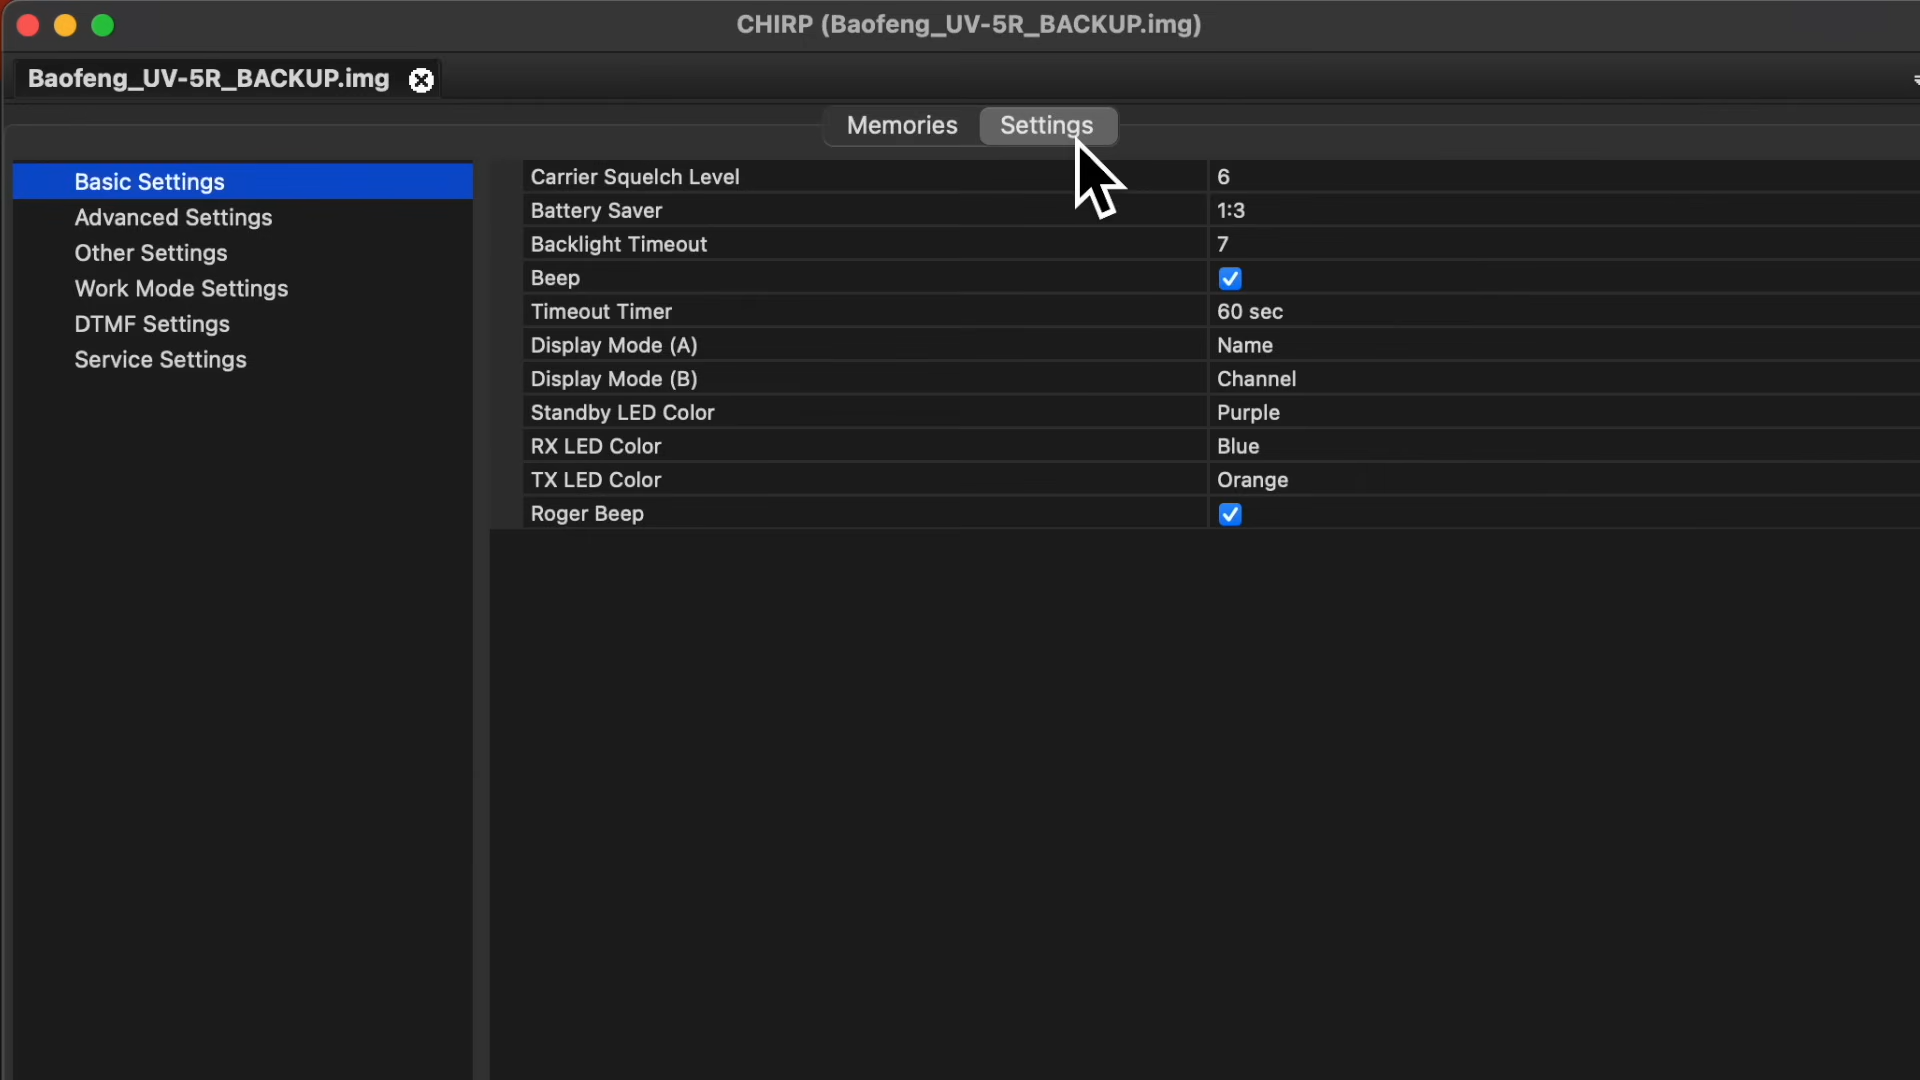 CHIRP (Baofeng_UV-5R_BACKUP.img)
Baofeng_UV-5R_BACKUP.img
Memories Settings
Basic Settings
Advanced Settings
Other Settings
Work Mode Settings
DTMF Settings
Service Settings
Carrier Squelch Level 6
Battery Saver 1:3
Backlight Timeout 7
Beep
Timeout Timer 60 sec
Display Mode (A) Name
Display Mode (B) Channel
Standby LED Color Purple
RX LED Color Blue
TX LED Color Orange
Roger Beep